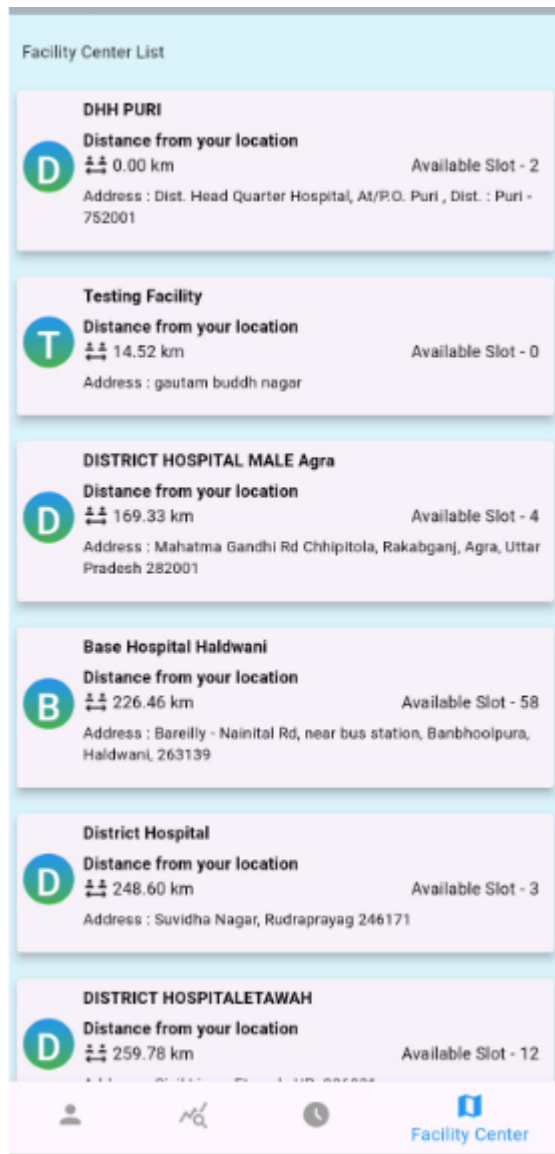 Facility Center List
DHH PURI
Distance from your location
0.00 km Available Slot - 2
Address : Dist. Head Quarter Hospital, At/P.O. Puri , Dist. : Puri -
752001
D
Testing Facility
Distance from your location
14.52 km Available Slot - 0
Address : gautam buddh nagar
T
DISTRICT HOSPITAL MALE Agra
Distance from your location
169.33 km Available Slot - 4
Address : Mahatma Gandhi Rd Chhipitola, Rakabganj, Agra, Uttar
Pradesh 282001
D
Base Hospital Haldwani
Distance from your location
226.46 km Available Slot - 58
Address : Bareilly - Nainital Rd, near bus station, Banbhoolpura,
Haldwani, 263139
B
District Hospital
Distance from your location
248.60 km Available Slot - 3
Address : Suvidha Nagar, Rudraprayag 246171
D
DISTRICT HOSPITALETAWAH
Distance from your location
259.78 km Available Slot - 12
D
Facility Center